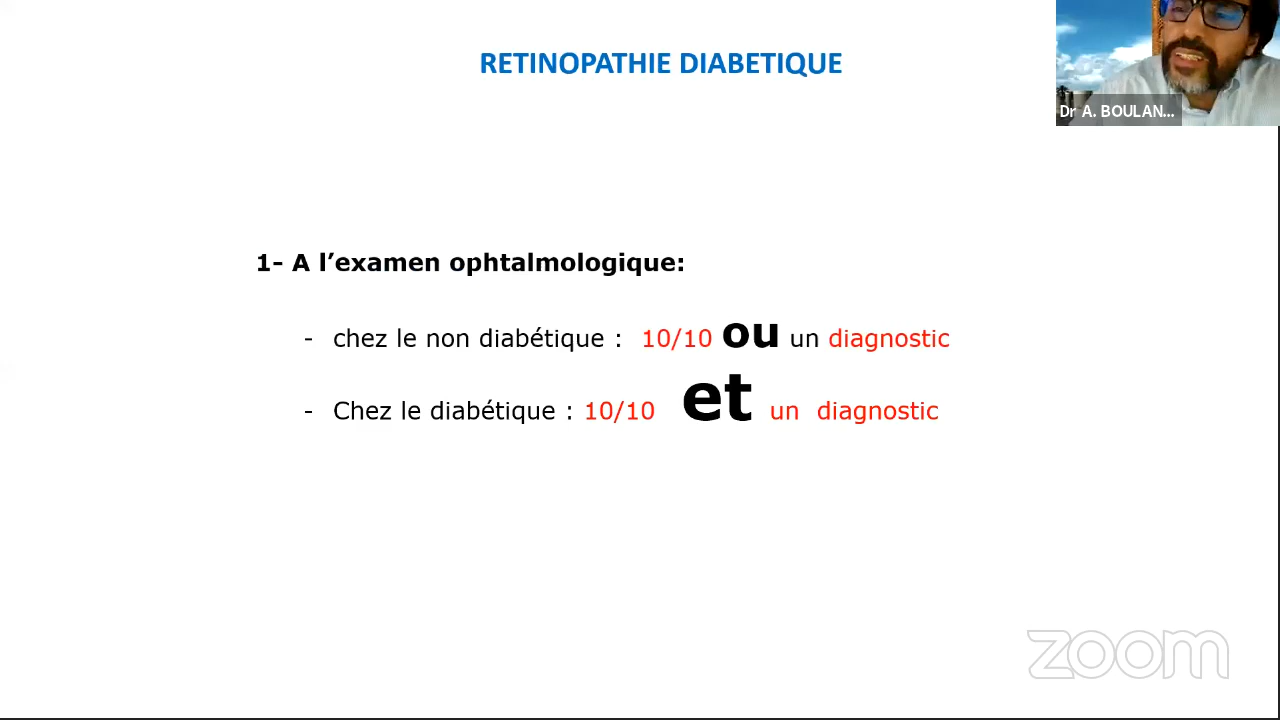 RETINOPATHIE DIABETIQUE
Dr A. BOULAN...
1- A l’examen ophtalmologique:
- chez le non diabétique : 10/10 ou un diagnostic
- Chez le diabétique : 10/10 et un diagnostic
zoom